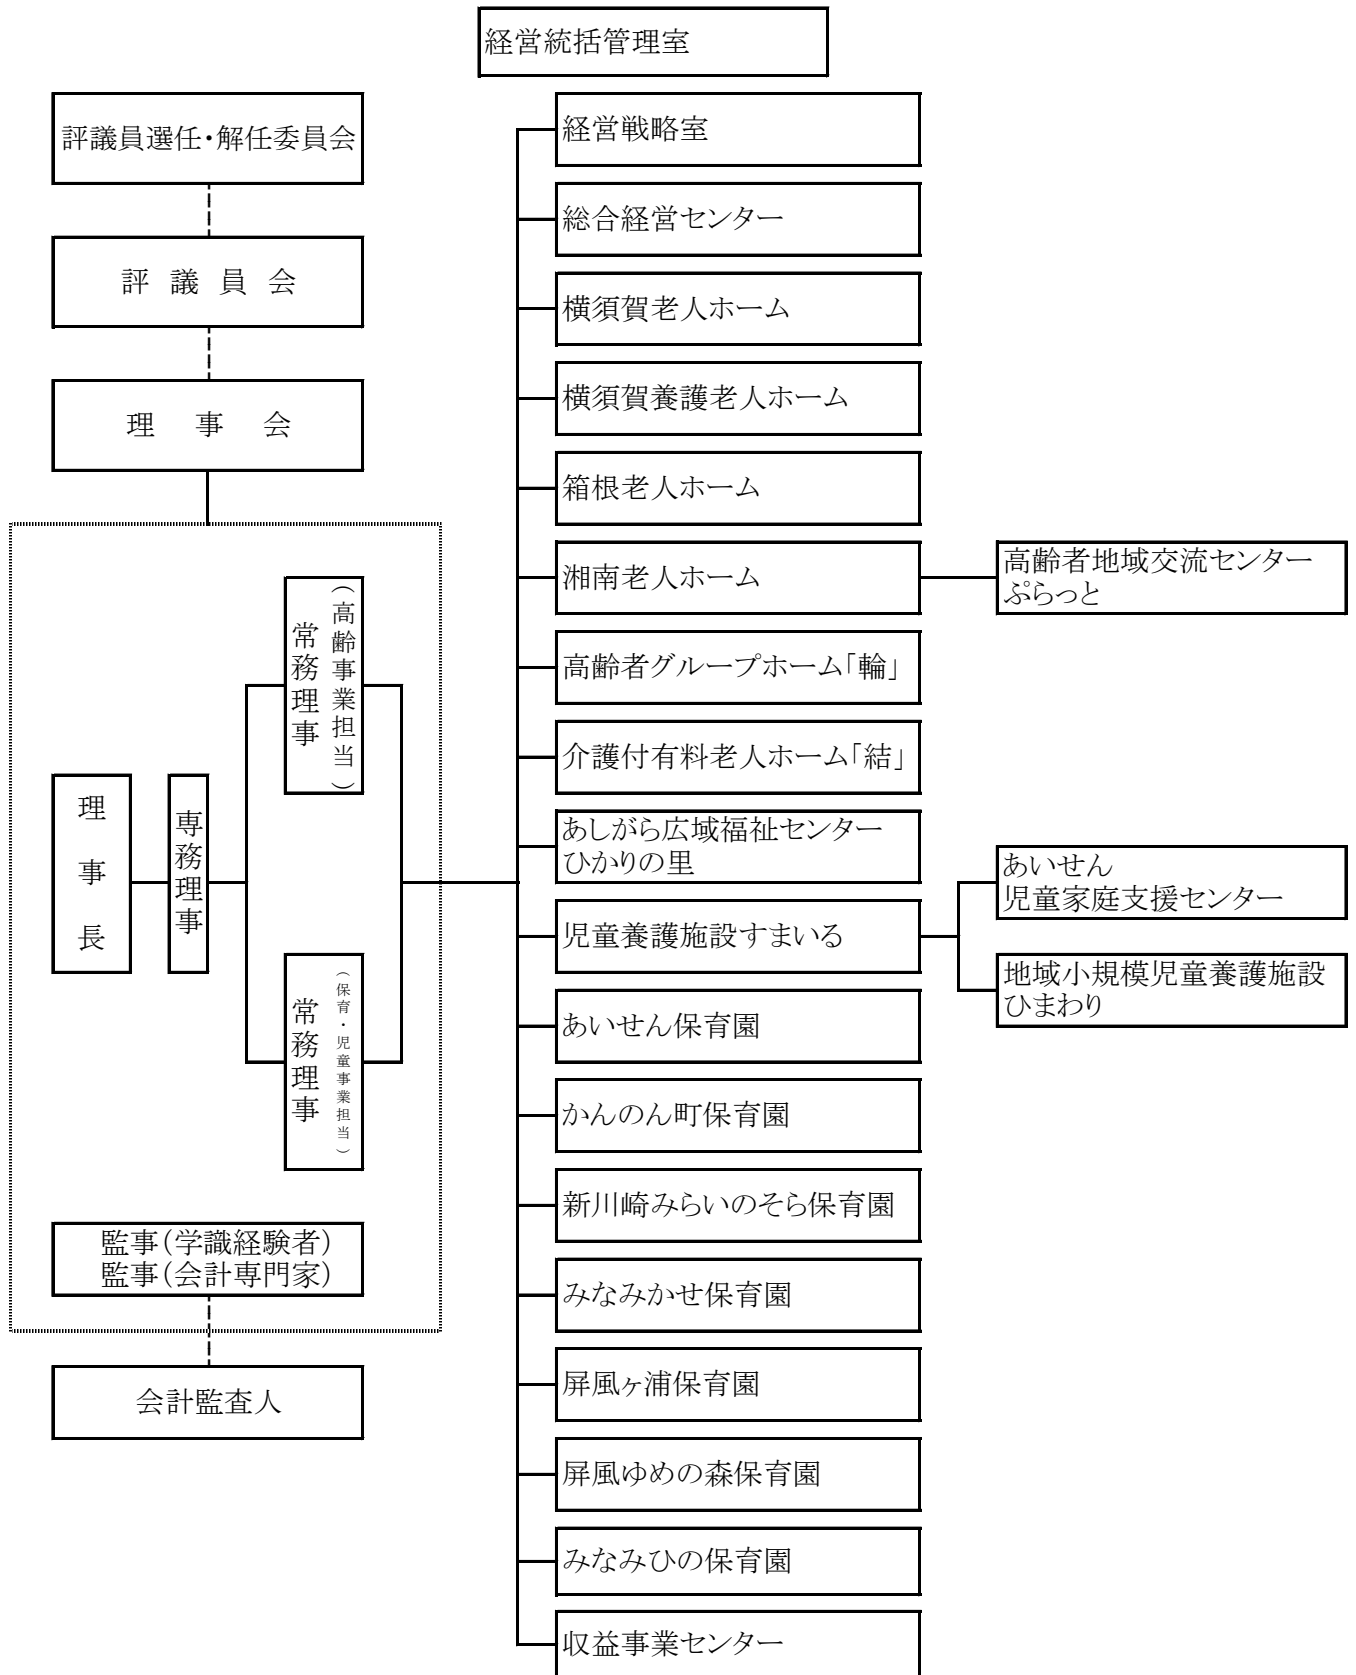 経営統括管理室
評議員選任・解任委員会
評議員会
理事会
理事長
専務理事
常務理事
（高齢事業担当）
常務理事
（保育・児童事業担当）
監事（学識経験者）
監事（会計専門家）
会計監査人
経営戦略室
総合経営センター
横須賀老人ホーム
横須賀養護老人ホーム
箱根老人ホーム
湘南老人ホーム
高齢者地域交流センター
ぷらっと
高齢者グループホーム「輪」
介護付有料老人ホーム「結」
あしがら広域福祉センター
ひかりの里
児童養護施設すまいる
あいせん
児童家庭支援センター
地域小規模児童養護施設
ひまわり
あいせん保育園
かんのん町保育園
新川崎みらいのそら保育園
みなみかせ保育園
屏風ヶ浦保育園
屏風ゆめの森保育園
みなみひの保育園
収益事業センター